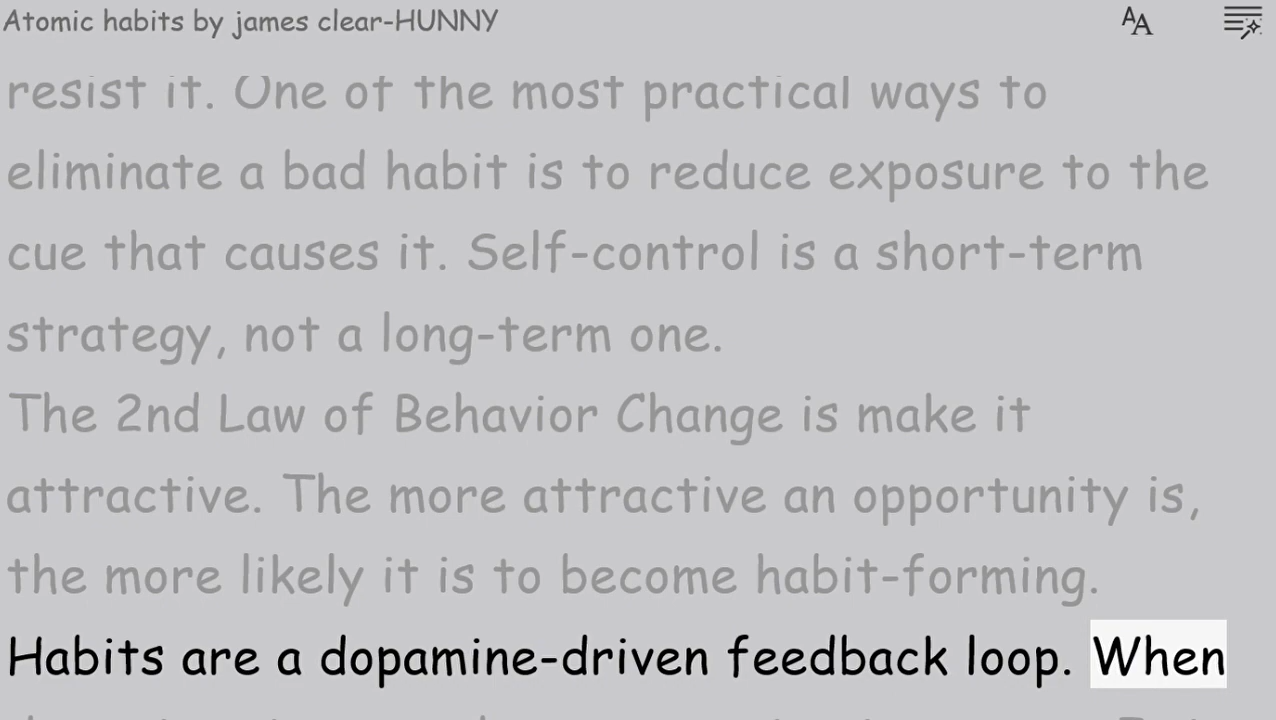 Atomic habits by james clear-HUNNY
AA
resist it. One of the most practical ways to
eliminate a bad habit is to reduce exposure to the
cue that causes it. Self-control is a short-term
strategy, not a long-term one.
The 2nd Law of Behavior Change is make it
attractive. The more attractive an opportunity is,
the more likely it is to become habit-forming.
Habits are a dopamine-driven feedback loop. When